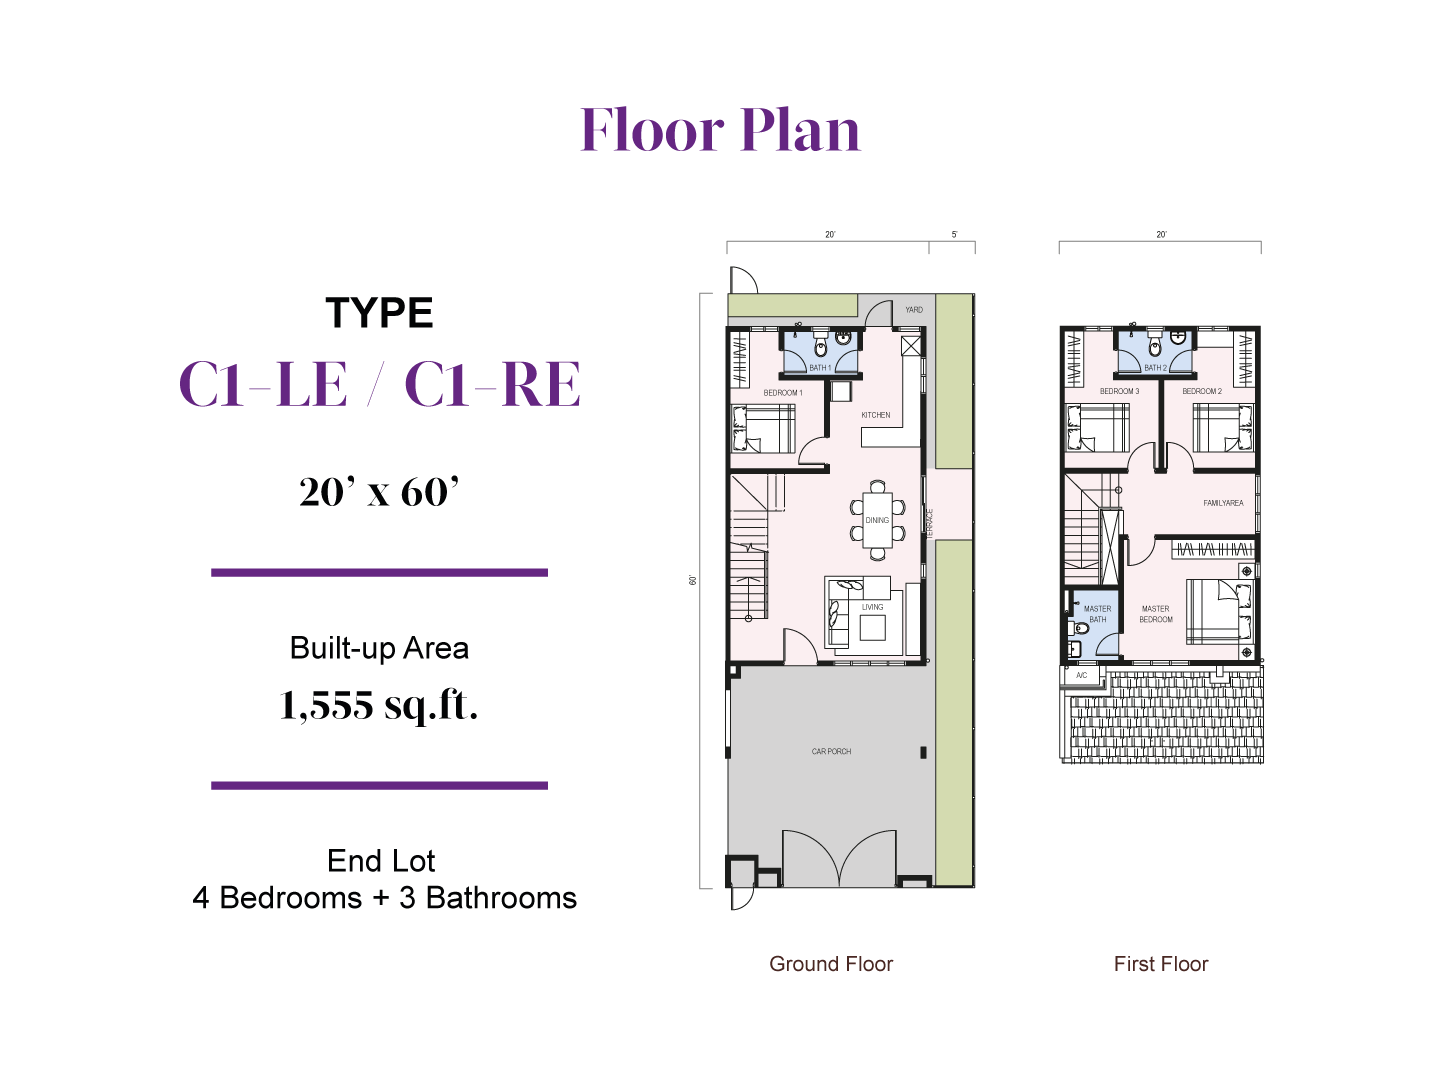 Floor Plan
TYPE
C1-LE / C1-RE
20’ x 60’
Built-up Area
1,555 sq.ft.
End Lot
4 Bedrooms + 3 Bathrooms
20'
5'
60'
YARD
BATH 1
BEDROOM 1
KITCHEN
DINING
TERRACE
LIVING
CAR PORCH
Ground Floor
20'
BATH 2
BEDROOM 3
BEDROOM 2
FAMILYAREA
MASTER
BATH
MASTER
BEDROOM
A/C
First Floor